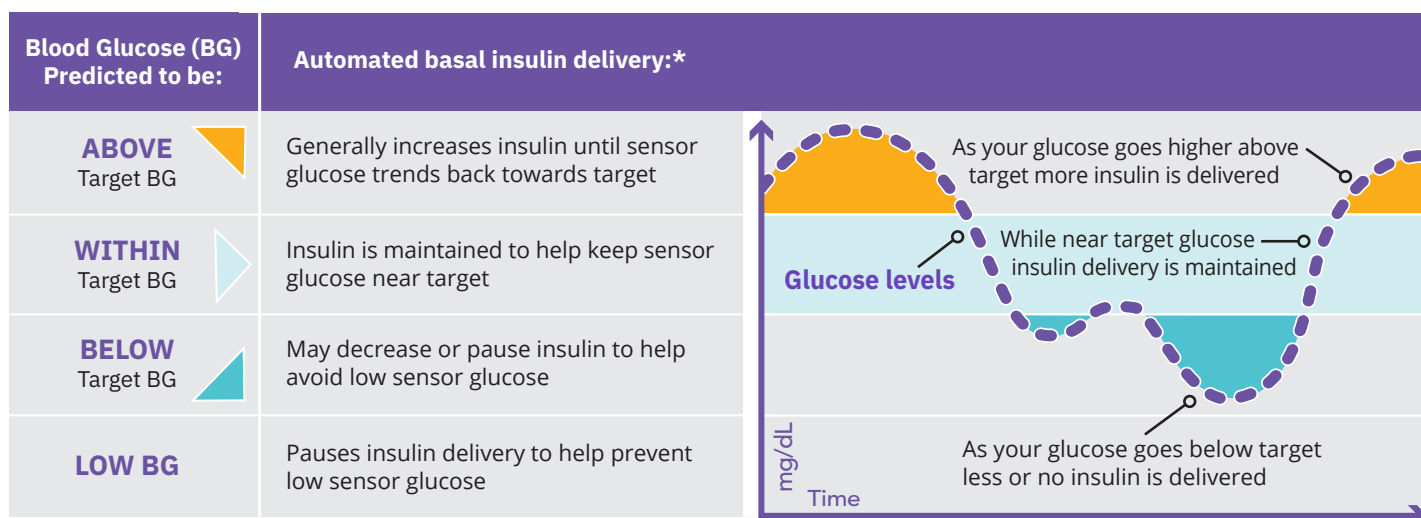 Blood Glucose (BG)
Predicted to be:
Automated basal insulin delivery:*
ABOVE
Target BG
Generally increases insulin until sensor
glucose trends back towards target
WITHIN
Target BG
Insulin is maintained to help keep sensor
glucose near target
BELOW
Target BG
May decrease or pause insulin to help
avoid low sensor glucose
LOW BG
Pauses insulin delivery to help prevent
low sensor glucose
As your glucose goes higher above
target more insulin is delivered
While near target glucose
insulin delivery is maintained
Glucose levels
As your glucose goes below target
less or no insulin is delivered
mg/dL
Time